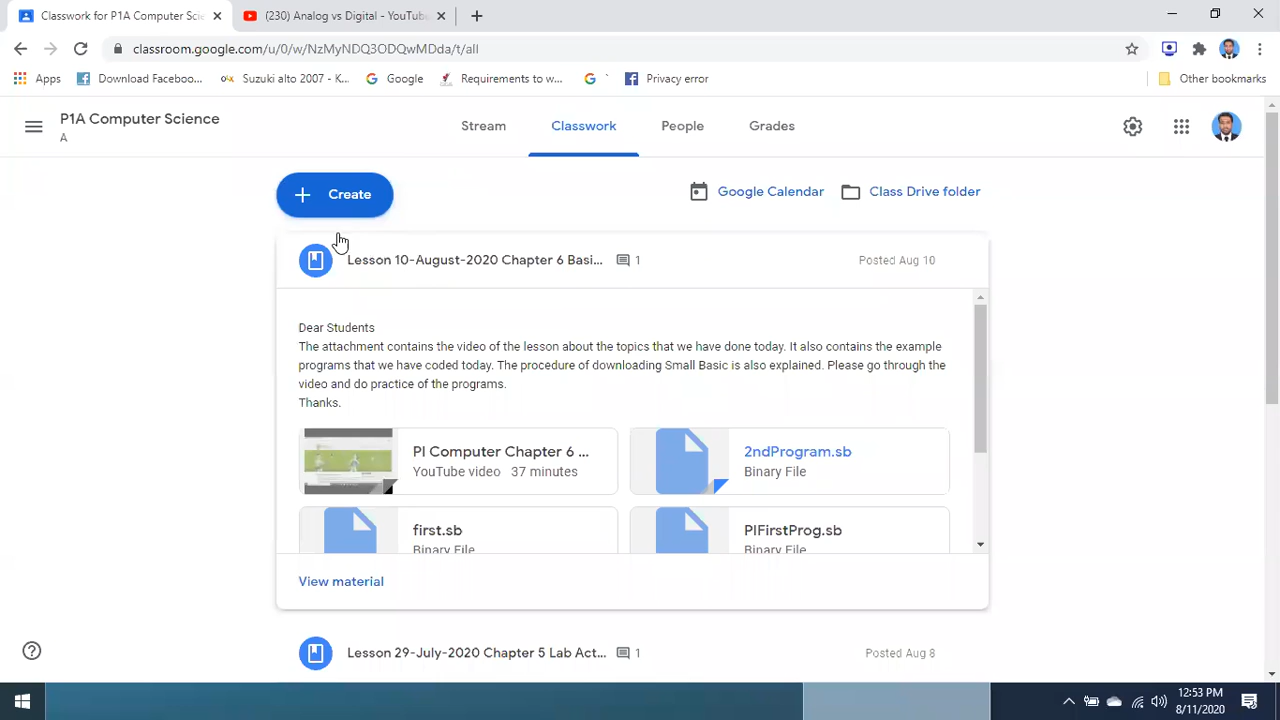 Classwork for P1A Computer Scie
(230) Analog vs Digital - YouTube
classroom.google.com/u/0/w/NzMyNDQ3ODQwMDda/t/all
Apps
Download Faceboo...
Suzuki alto 2007 - K...
Google
Requirements to w...
Privacy error
Other bookmarks
P1A Computer Science
A
Stream
Classwork
People
Grades
Create
Google Calendar
Class Drive folder
Lesson 10-August-2020 Chapter 6 Basi...
1
Posted Aug 10
Dear Students
The attachment contains the video of the lesson about the topics that we have done today. It also contains the example
programs that we have coded today. The procedure of downloading Small Basic is also explained. Please go through the
video and do practice of the programs.
Thanks.
PI Computer Chapter 6 ...
YouTube video 37 minutes
2ndProgram.sb
Binary File
first.sb
Binary File
PIFirstProg.sb
Binary File
View material
Lesson 29-July-2020 Chapter 5 Lab Act...
1
Posted Aug 8
12:53 PM
8/11/2020